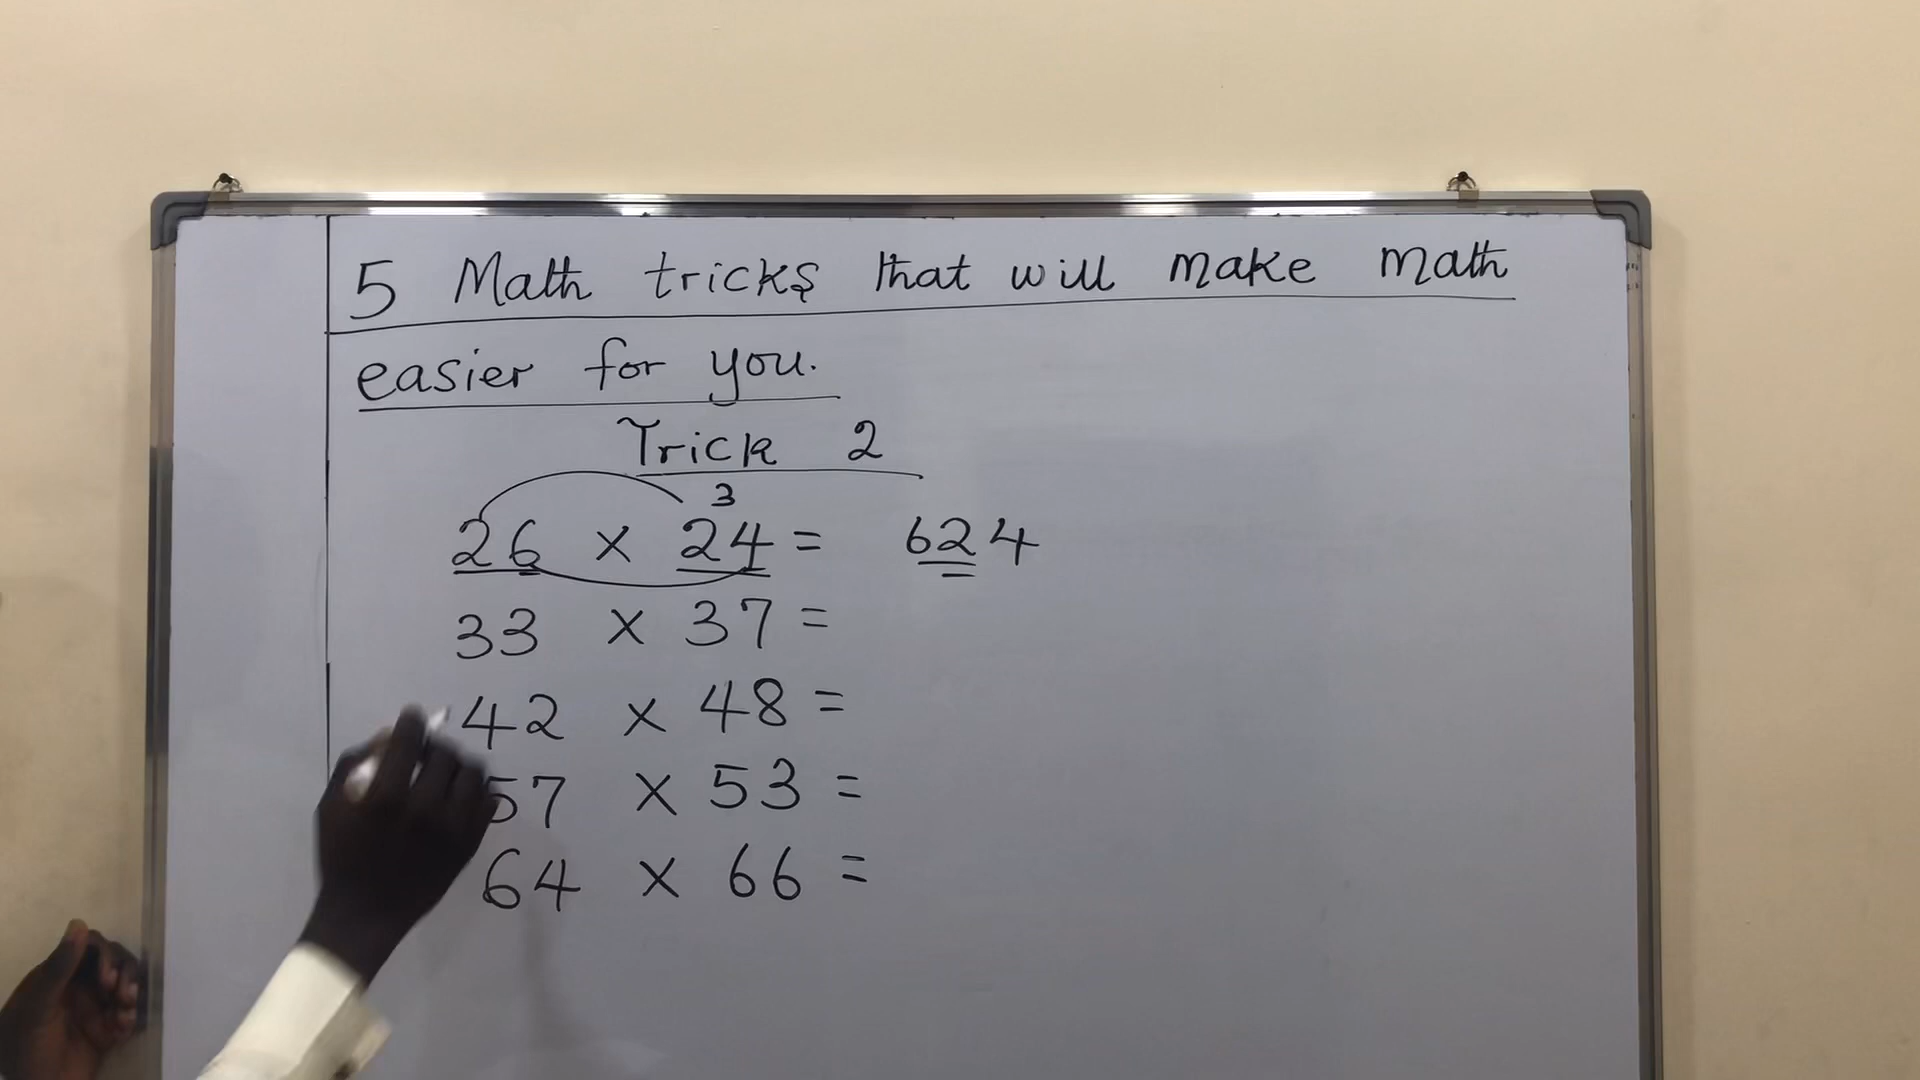 5 Math tricks that will make math
easier for you.
Trick 2
3
26 × 24 = 624
33 × 37 =
42 × 48 =
57 × 53 =
64 × 66 =